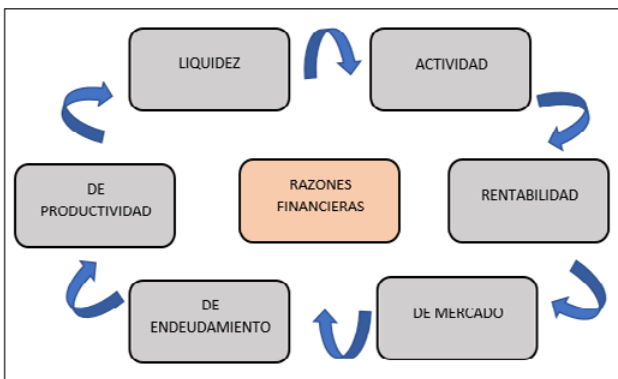 LIQUIDEZ
ACTIVIDAD
RENTABILIDAD
DE MERCADO
DE
ENDEUDAMIENTO
DE
PRODUCTIVIDAD
RAZONES
FINANCIERAS